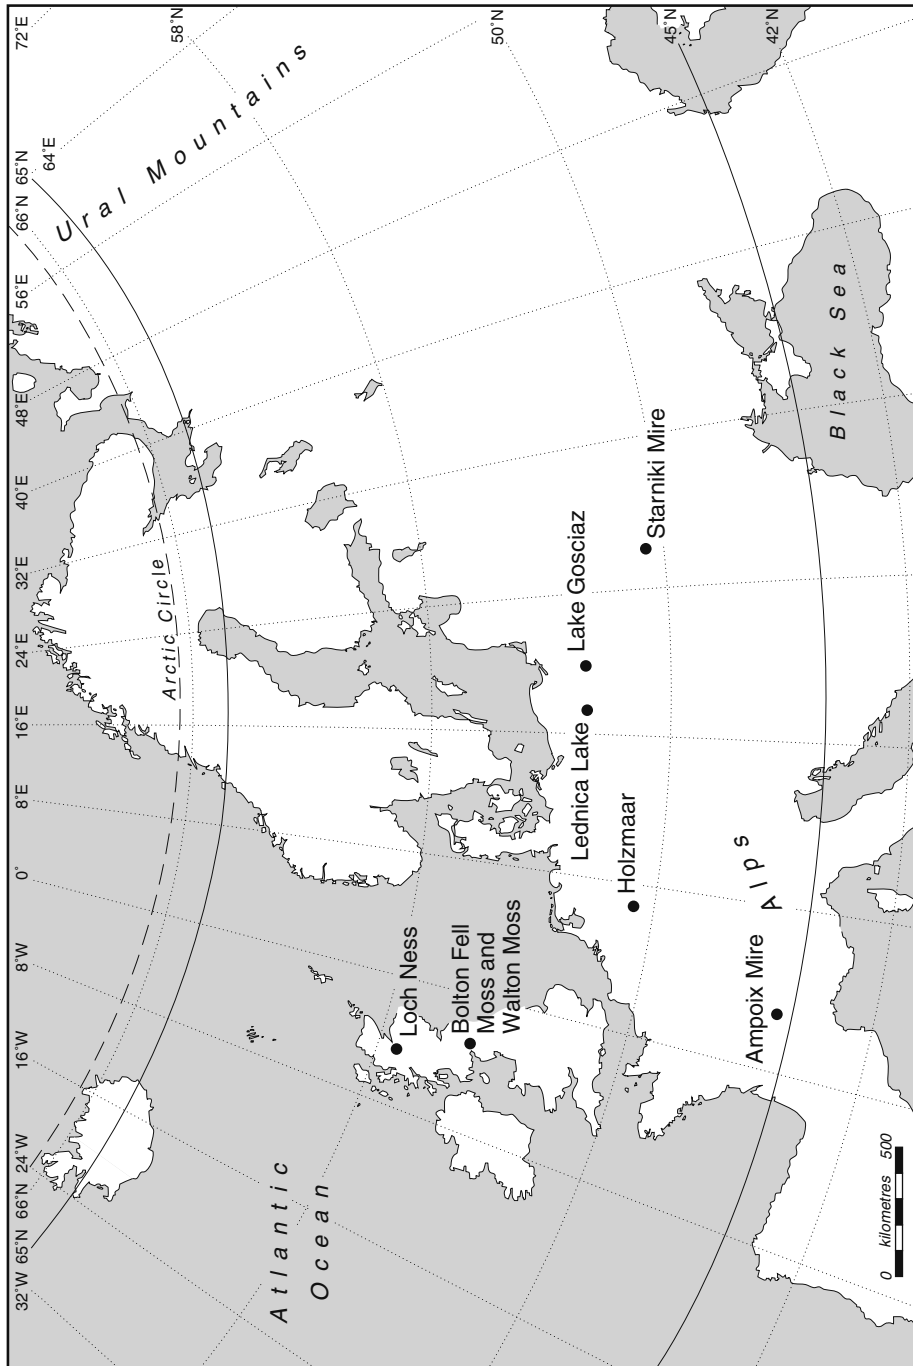 32°W
65°N
66°N
24°W
16°W
8°W
0°
8°E
16°E
24°E
32°E
40°E
48°E
56°E
66°N
65°N
64°E
72°E
58°N
50°N
45°N
42°N
Ural Mountains
Arctic Circle
Atlantic
Ocean
Loch Ness
Bolton Fell
Moss and
Walton Moss
Holzmaar
Lednica Lake
Lake Gosciaz
Starniki Mire
Ampoix Mire
Alps
Black Sea
0 kilometres 500